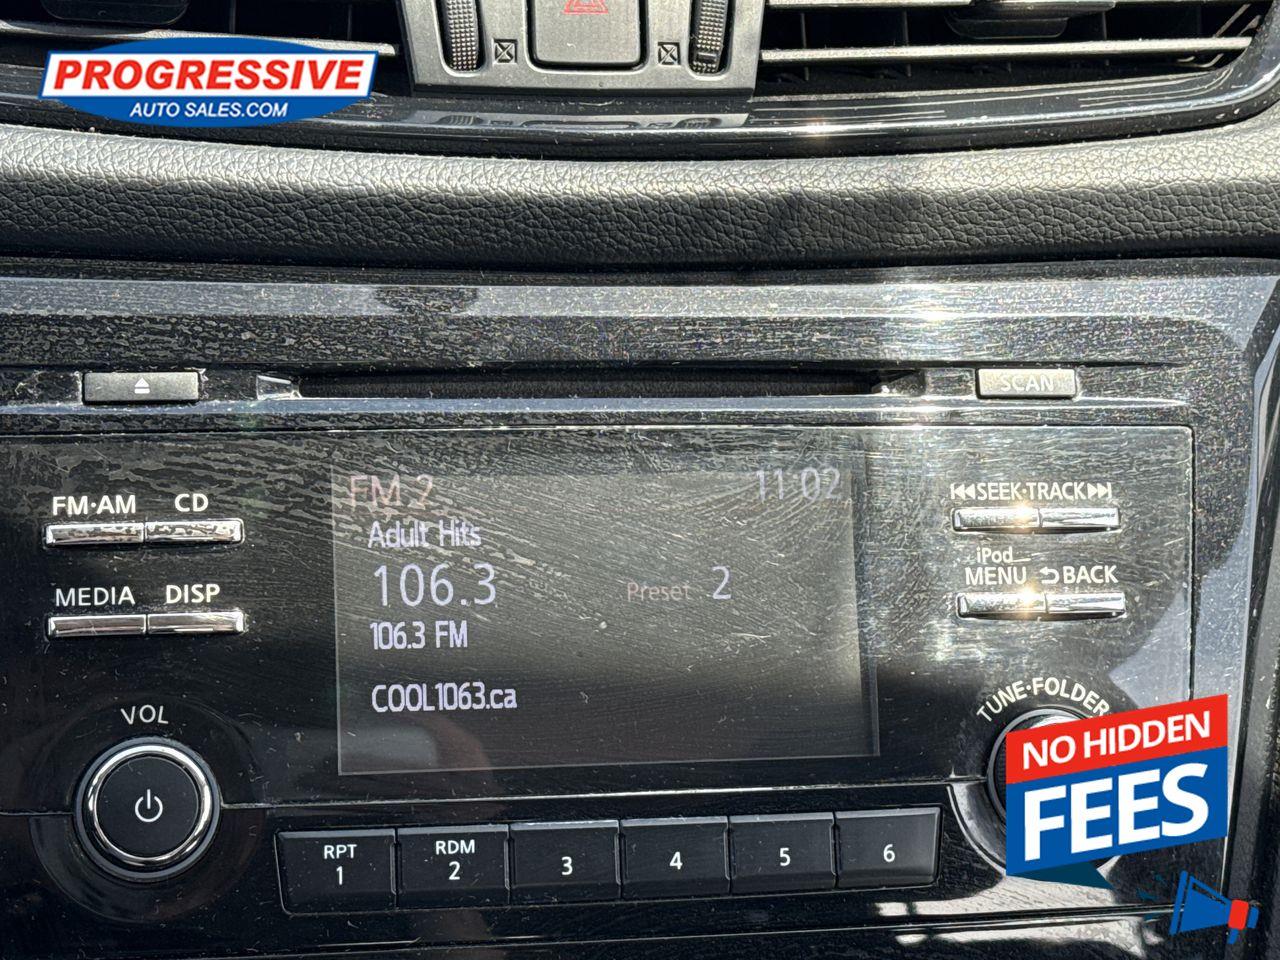 PROGRESSIVE
AUTO SALES.COM
SCAN
FM·AM
CD
MEDIA
DISP
VOL
FM 2
11:02
Adult Hits
106.3
Preset 2
106.3 FM
COOL1063.ca
SEEK·TRACK
iPod
MENU
BACK
TUNE·FOLDER
RPT
1
RDM
2
3
4
5
6
NO HIDDEN
FEES